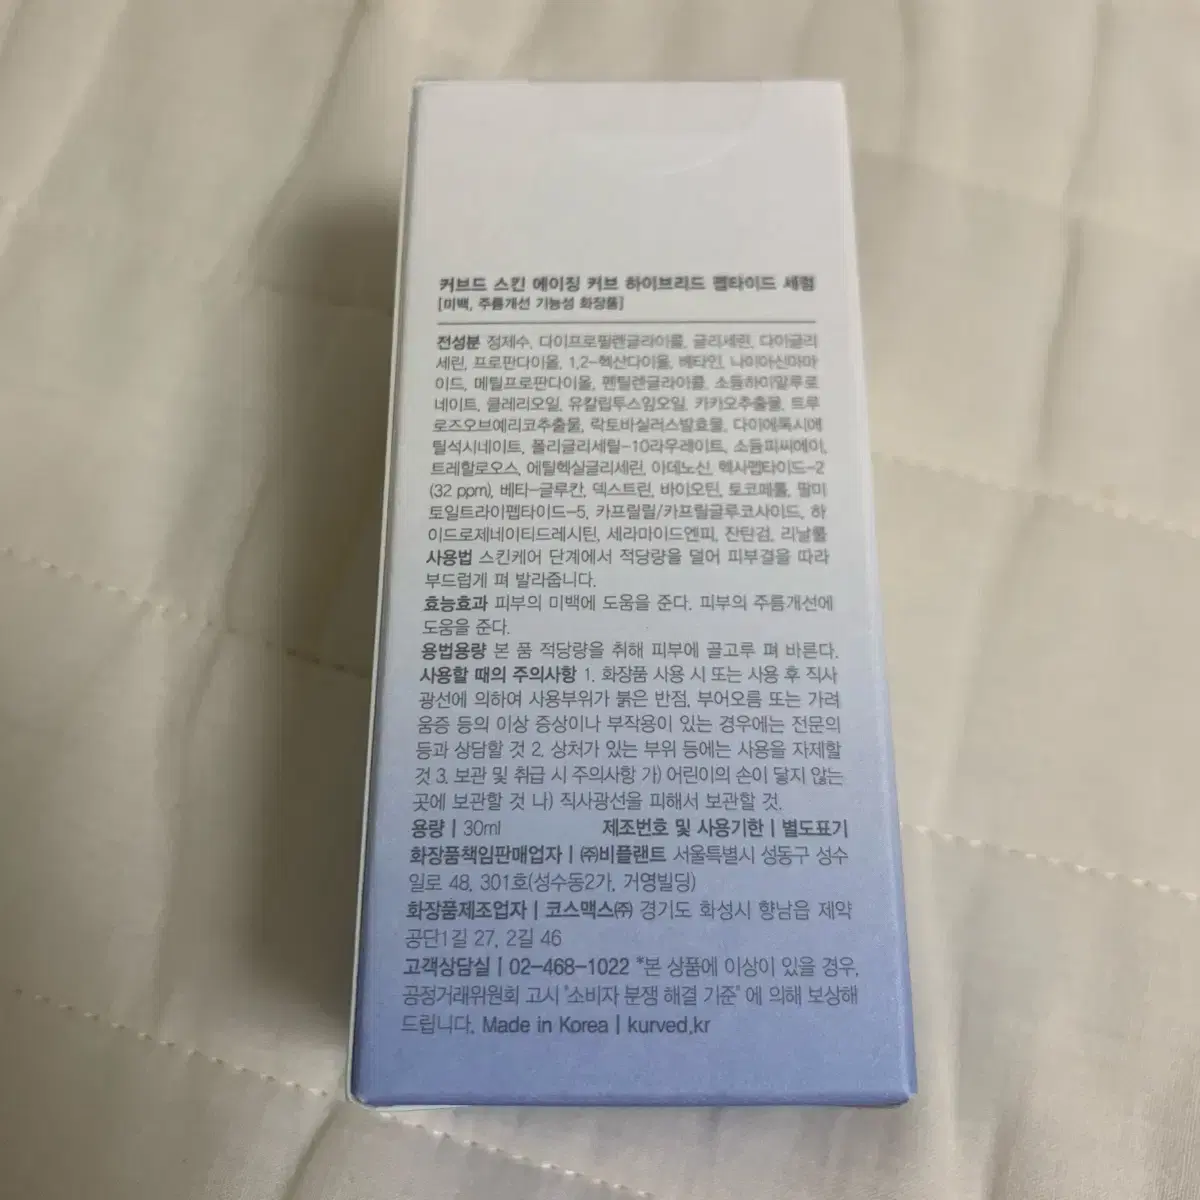 커브드 스킨 에이징 커브 하이브리드 펩타이드 세럼
[미백, 주름개선 기능성 화장품]
전성분 정제수, 다이프로필렌글라이콜, 글리세린, 다이글리
세린, 프로판다이올, 1,2-헥산다이올, 베타인, 나이아신아마
이드, 메틸프로판다이올, 펜틸렌글라이콜, 소듐하이알루로
네이트, 클레리오일, 유칼립투스잎오일, 카카오추출물, 트루
로즈오브예리코추출물, 락토바실러스발효물, 다이에톡시에
틸석시네이트, 폴리글리세릴-10라우레이트, 소듐피씨에이,
트레할로오스, 에틸헥실글리세린, 아데노신, 헥사펩타이드-2
(32 ppm), 베타-글루칸, 덱스트린, 바이오틴, 토코페롤, 팔미
토일트라이펩타이드-5, 카프릴릴/카프릴글루코사이드, 하
이드로제네이티드레시틴, 세라마이드엔피, 잔탄검, 리날룰
사용법 스킨케어 단계에서 적당량을 덜어 피부결을 따라
부드럽게 펴 발라줍니다.
효능효과 피부의 미백에 도움을 준다. 피부의 주름개선에
도움을 준다.
용법용량 본 품 적당량을 취해 피부에 골고루 펴 바른다.
사용할 때의 주의사항 1. 화장품 사용 시 또는 사용 후 직사
광선에 의하여 사용부위가 붉은 반점, 부어오름 또는 가려
움증 등의 이상 증상이나 부작용이 있는 경우에는 전문의
등과 상담할 것 2. 상처가 있는 부위 등에는 사용을 자제할
것 3. 보관 및 취급 시 주의사항 가) 어린이의 손이 닿지 않는
곳에 보관할 것 나) 직사광선을 피해서 보관할 것.
용량 | 30ml 제조번호 및 사용기한 | 별도표기
화장품책임판매업자 | ㈜비플랜트 서울특별시 성동구 성수
일로 48, 301호(성수동2가, 거영빌딩)
화장품제조업자 | 코스맥스㈜ 경기도 화성시 향남읍 제약
공단1길 27, 2길 46
고객상담실 | 02-468-1022 *본 상품에 이상이 있을 경우,
공정거래위원회 고시 "소비자 분쟁 해결 기준" 에 의해 보상해
드립니다. Made in Korea | kurved.kr